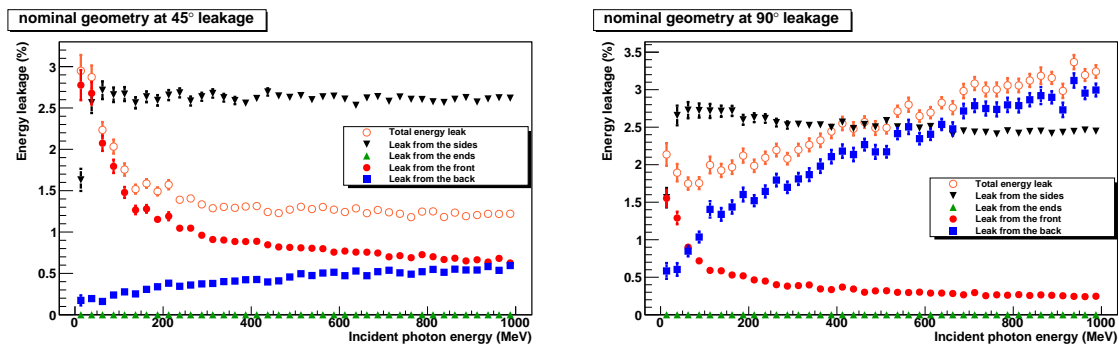 nominal geometry at 45° leakage
Energy leakage (%)
3
2.5
2
1.5
1
0.5
0
Total energy leak
Leak from the sides
Leak from the ends
Leak from the front
Leak from the back
0 200 400 600 800 1000
Incident photon energy (MeV)
nominal geometry at 90° leakage
Energy leakage (%)
3.5
3
2.5
2
1.5
1
0.5
0
Total energy leak
Leak from the sides
Leak from the ends
Leak from the front
Leak from the back
0 200 400 600 800 1000
Incident photon energy (MeV)